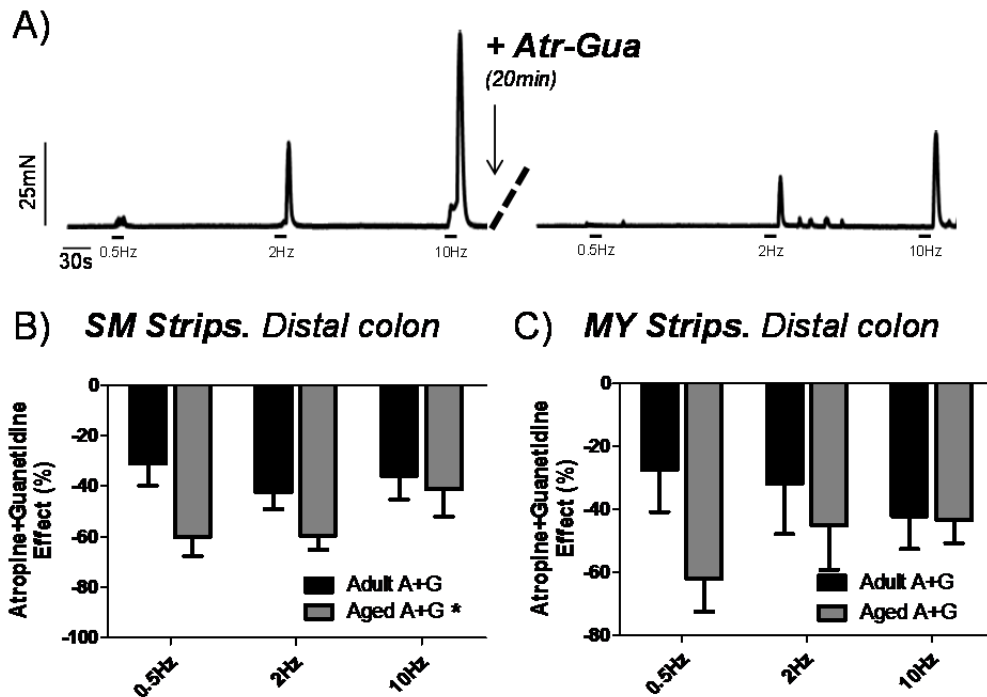 A)
+ Atr-Gua
(20min)
25mN
30s
0.5Hz
2Hz
10Hz
0.5Hz
2Hz
10Hz
B) SM Strips. Distal colon
Atropine+Guanetidine
Effect (%)
0
-20
-40
-60
-80
-100
Adult A+G
Aged A+G *
0.5Hz
2Hz
10Hz
C) MY Strips. Distal colon
Atropine+Guanetidine
Effect (%)
0
-20
-40
-60
-80
Adult A+G
Aged A+G
0.5Hz
2Hz
10Hz